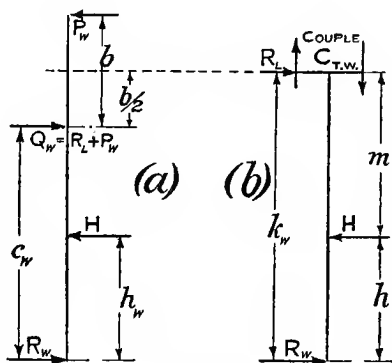 P_W
b
b/2
COUPLE
C_T.W.
R_L
Q_W = R_L + P_W
(a)
(b)
m
c_W
k_W
H
H
h_W
h
R_W
R_W